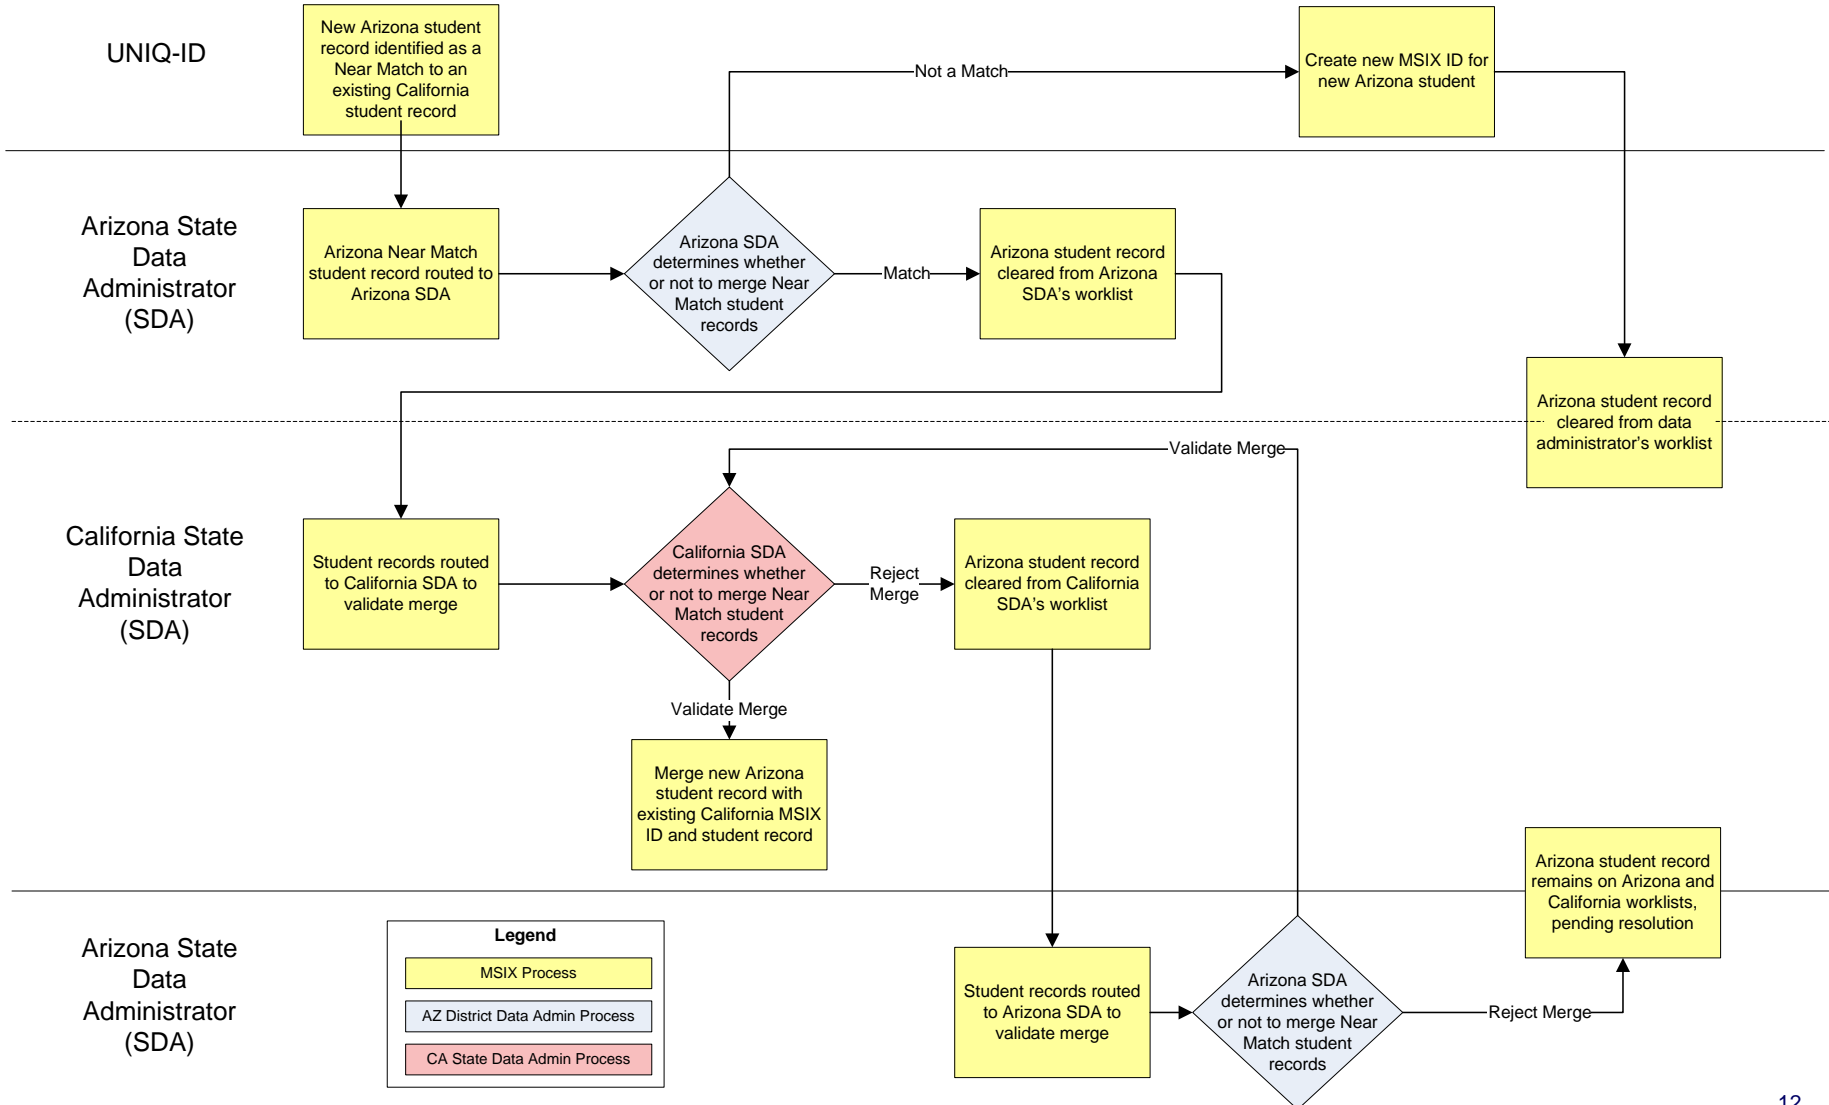 UNIQ-ID
New Arizona student
record identified as a
Near Match to an
existing California
student record
Not a Match
Create new MSIX ID for
new Arizona student
Arizona State
Data
Administrator
(SDA)
Arizona Near Match
student record routed to
Arizona SDA
Arizona SDA
determines whether
or not to merge Near
Match student
records
Match
Arizona student record
cleared from Arizona
SDA's worklist
Arizona student record
cleared from data
administrator's worklist
Validate Merge
California State
Data
Administrator
(SDA)
Student records routed
to California SDA to
validate merge
California SDA
determines whether
or not to merge Near
Match student
records
Reject
Merge
Arizona student record
cleared from California
SDA's worklist
Validate Merge
Merge new Arizona
student record with
existing California MSIX
ID and student record
Arizona student record
remains on Arizona and
California worklists,
pending resolution
Arizona State
Data
Administrator
(SDA)
Legend
MSIX Process
AZ District Data Admin Process
CA State Data Admin Process
Student records routed
to Arizona SDA to
validate merge
Arizona SDA
determines whether
or not to merge Near
Match student
records
Reject Merge
12